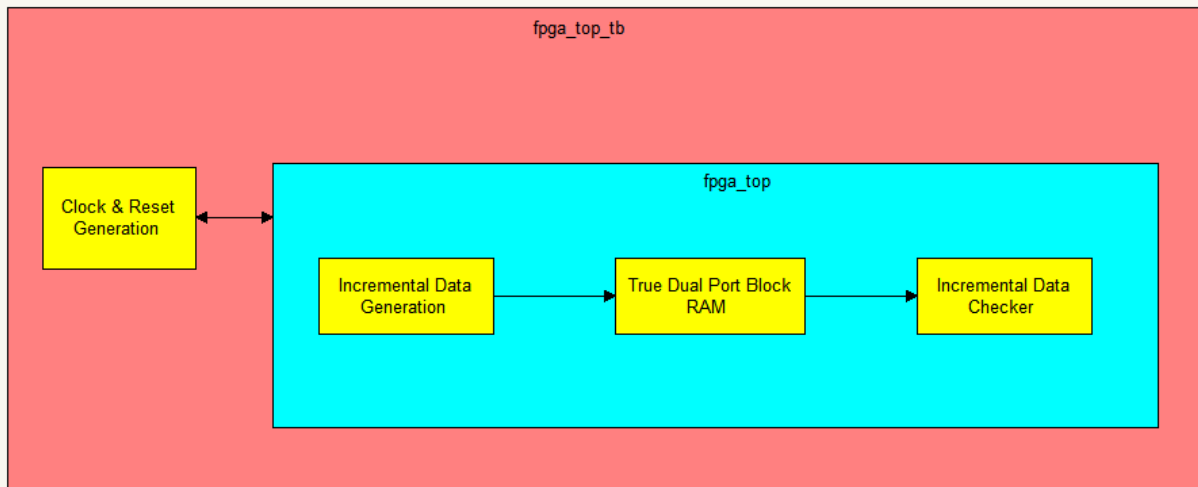 fpga_top_tb
Clock & Reset
Generation
fpga_top
Incremental Data
Generation
True Dual Port Block
RAM
Incremental Data
Checker